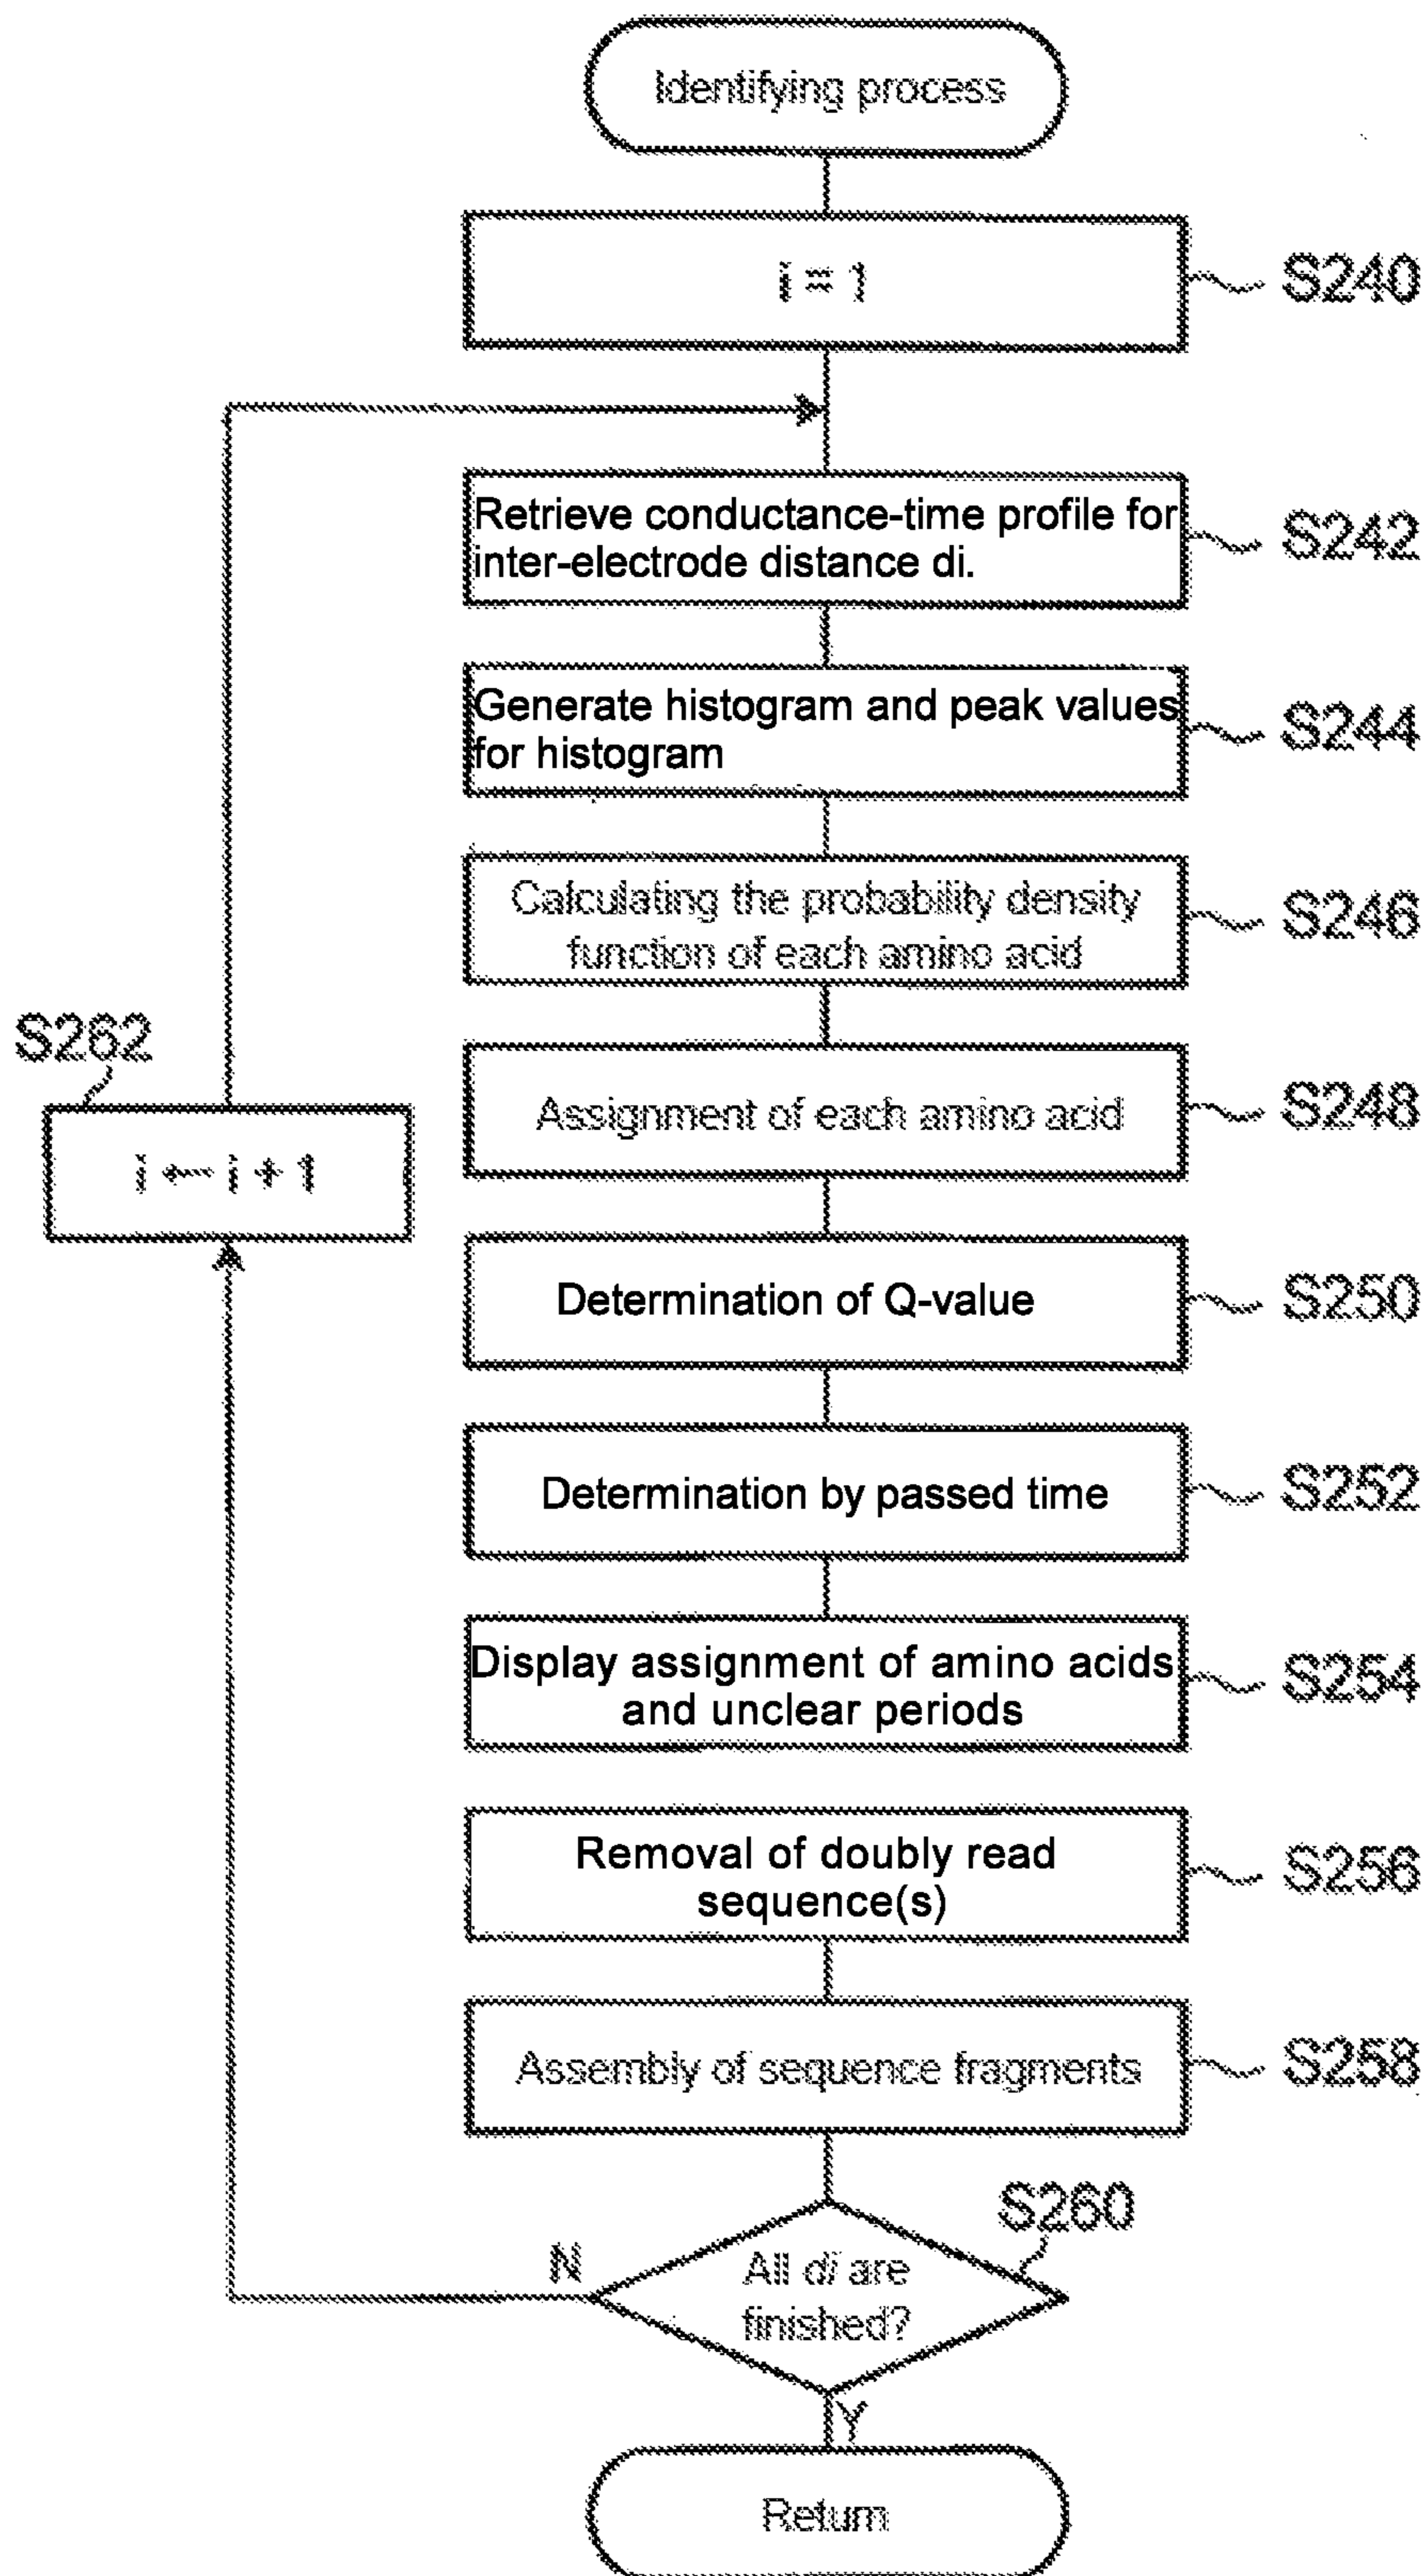 Identifying process
i = 1
S240
Retrieve conductance-time profile for
inter-electrode distance di.
S242
Generate histogram and peak values
for histogram
S244
Calculating the probability density
function of each amino acid
S246
S262
Assignment of each amino acid
S248
i ← i + 1
Determination of Q-value
S250
Determination by passed time
S252
Display assignment of amino acids
and unclear periods
S254
Removal of doubly read
sequence(s)
S256
Assembly of sequence fragments
S258
S260
N
All di are
finished?
Y
Return